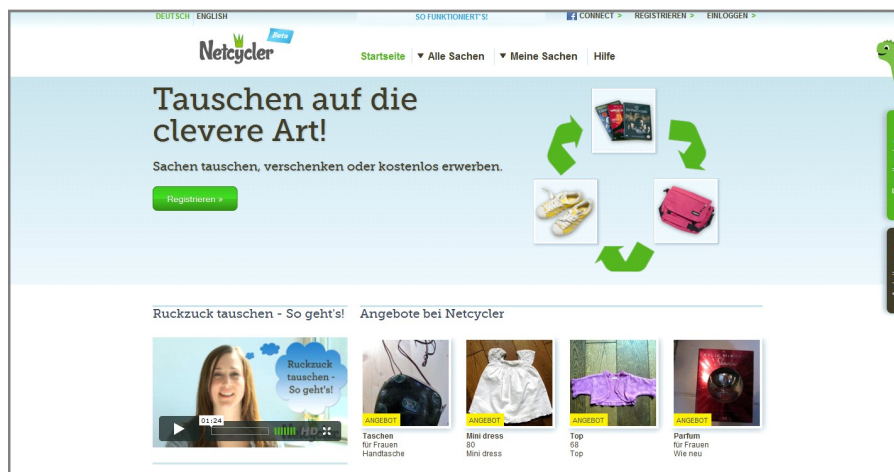 DEUTSCH ENGLISH
SO FUNKTIONIERT'S!
CONNECT > REGISTRIEREN > EINLOGGEN >
Netcycler
Beta
Startseite ▼ Alle Sachen ▼ Meine Sachen Hilfe
Tauschen auf die
clevere Art!
Sachen tauschen, verschenken oder kostenlos erwerben.
Registrieren »
Ruckzuck tauschen - So geht's!
Angebote bei Netcycler
Ruckzuck
tauschen -
So geht's!
01:24
HD
ANGEBOT
Taschen
für Frauen
Handtasche
ANGEBOT
Mini dress
80
Mini dress
ANGEBOT
Top
68
Top
ANGEBOT
Parfum
für Frauen
Wie neu